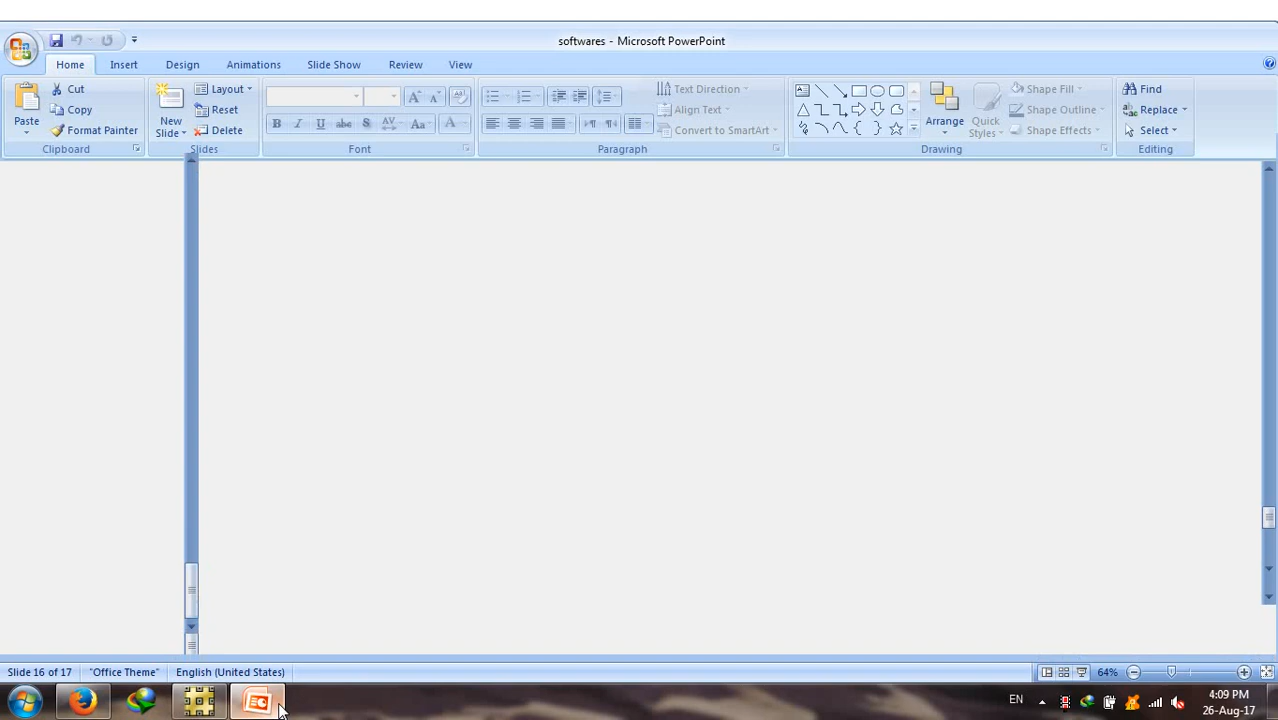 softwares - Microsoft PowerPoint
Home Insert Design Animations Slide Show Review View
Paste Cut Copy Format Painter
Clipboard
New Slide Layout Reset Delete
Slides
B I U abc S AV Aa A
Font
Text Direction
Align Text
Convert to SmartArt
Paragraph
Arrange Quick Styles
Shape Fill
Shape Outline
Shape Effects
Drawing
Find
Replace
Select
Editing
Slide 16 of 17 "Office Theme" English (United States) 64%
EN 4:09 PM
26-Aug-17